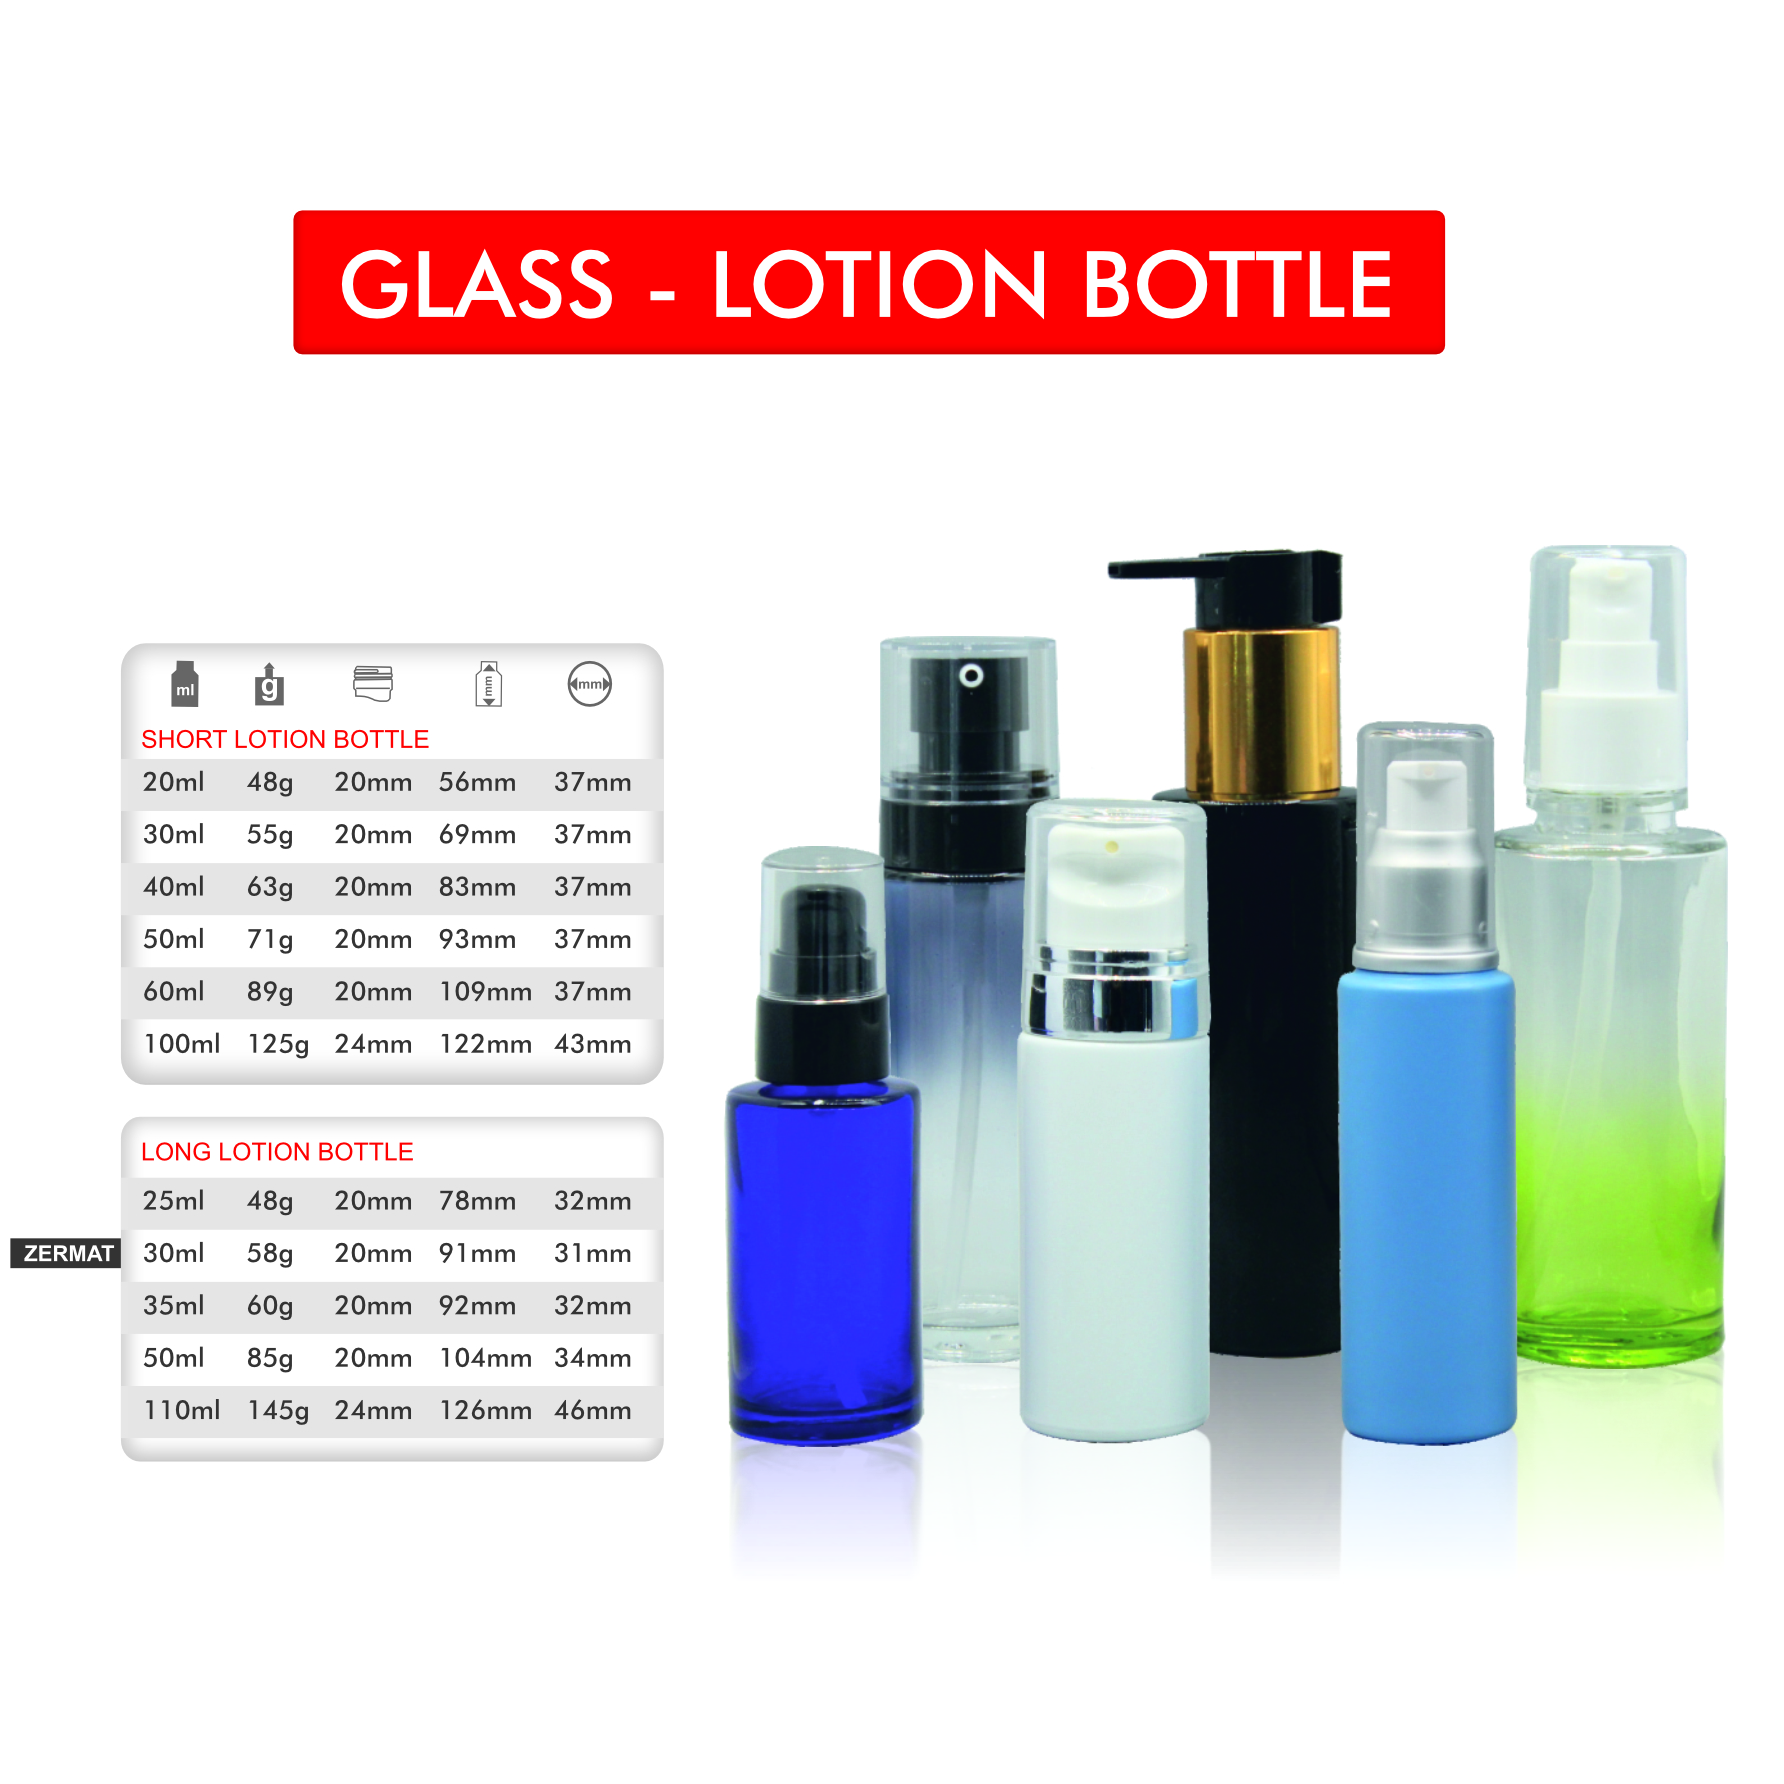 GLASS - LOTION BOTTLE
ml g mm mm
SHORT LOTION BOTTLE
20ml 48g 20mm 56mm 37mm
30ml 55g 20mm 69mm 37mm
40ml 63g 20mm 83mm 37mm
50ml 71g 20mm 93mm 37mm
60ml 89g 20mm 109mm 37mm
100ml 125g 24mm 122mm 43mm
LONG LOTION BOTTLE
25ml 48g 20mm 78mm 32mm
ZERMAT 30ml 58g 20mm 91mm 31mm
35ml 60g 20mm 92mm 32mm
50ml 85g 20mm 104mm 34mm
110ml 145g 24mm 126mm 46mm